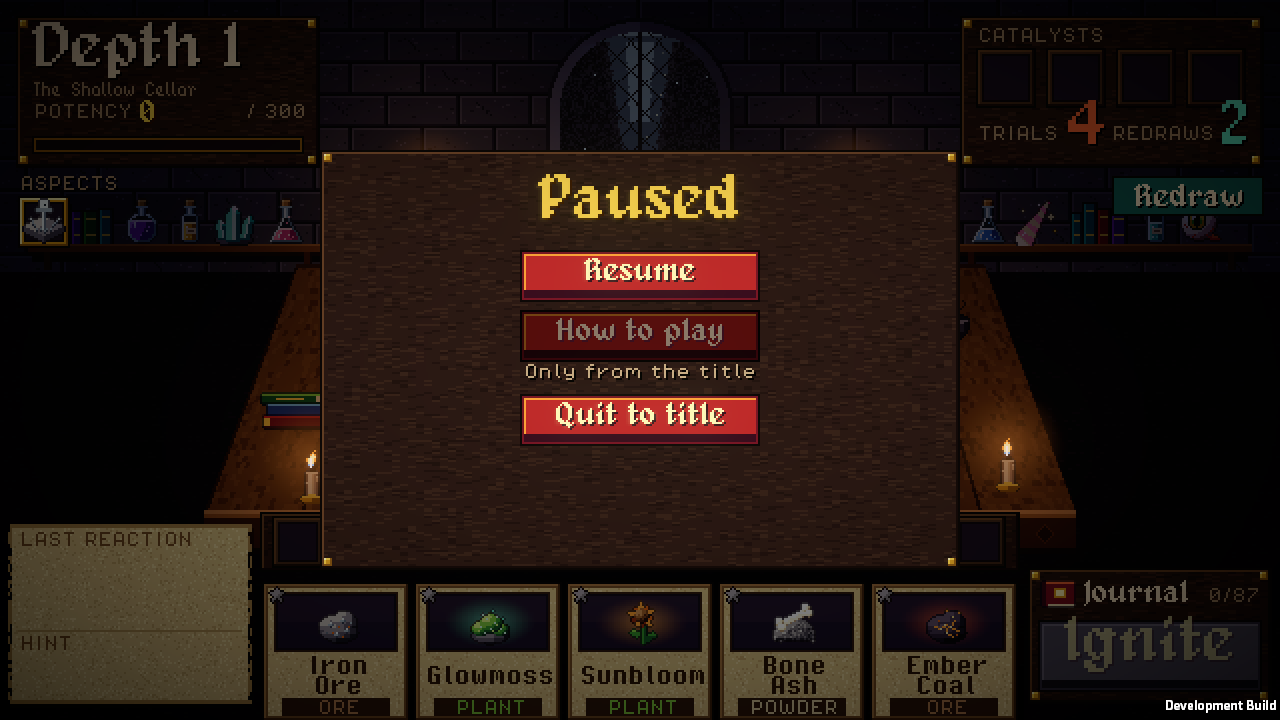 Depth 1
The Shallow Cellar
POTENCY 0 / 300
ASPECTS
CATALYSTS
TRIALS 4 REDRAWS 2
Redraw
Paused
Resume
How to play
Only from the title
Quit to title
LAST REACTION
HINT
Iron
Ore
ORE
Glowmoss
PLANT
Sunbloom
PLANT
Bone
Ash
POWDER
Ember
Coal
ORE
Journal 0/87
Ignite
Development Build